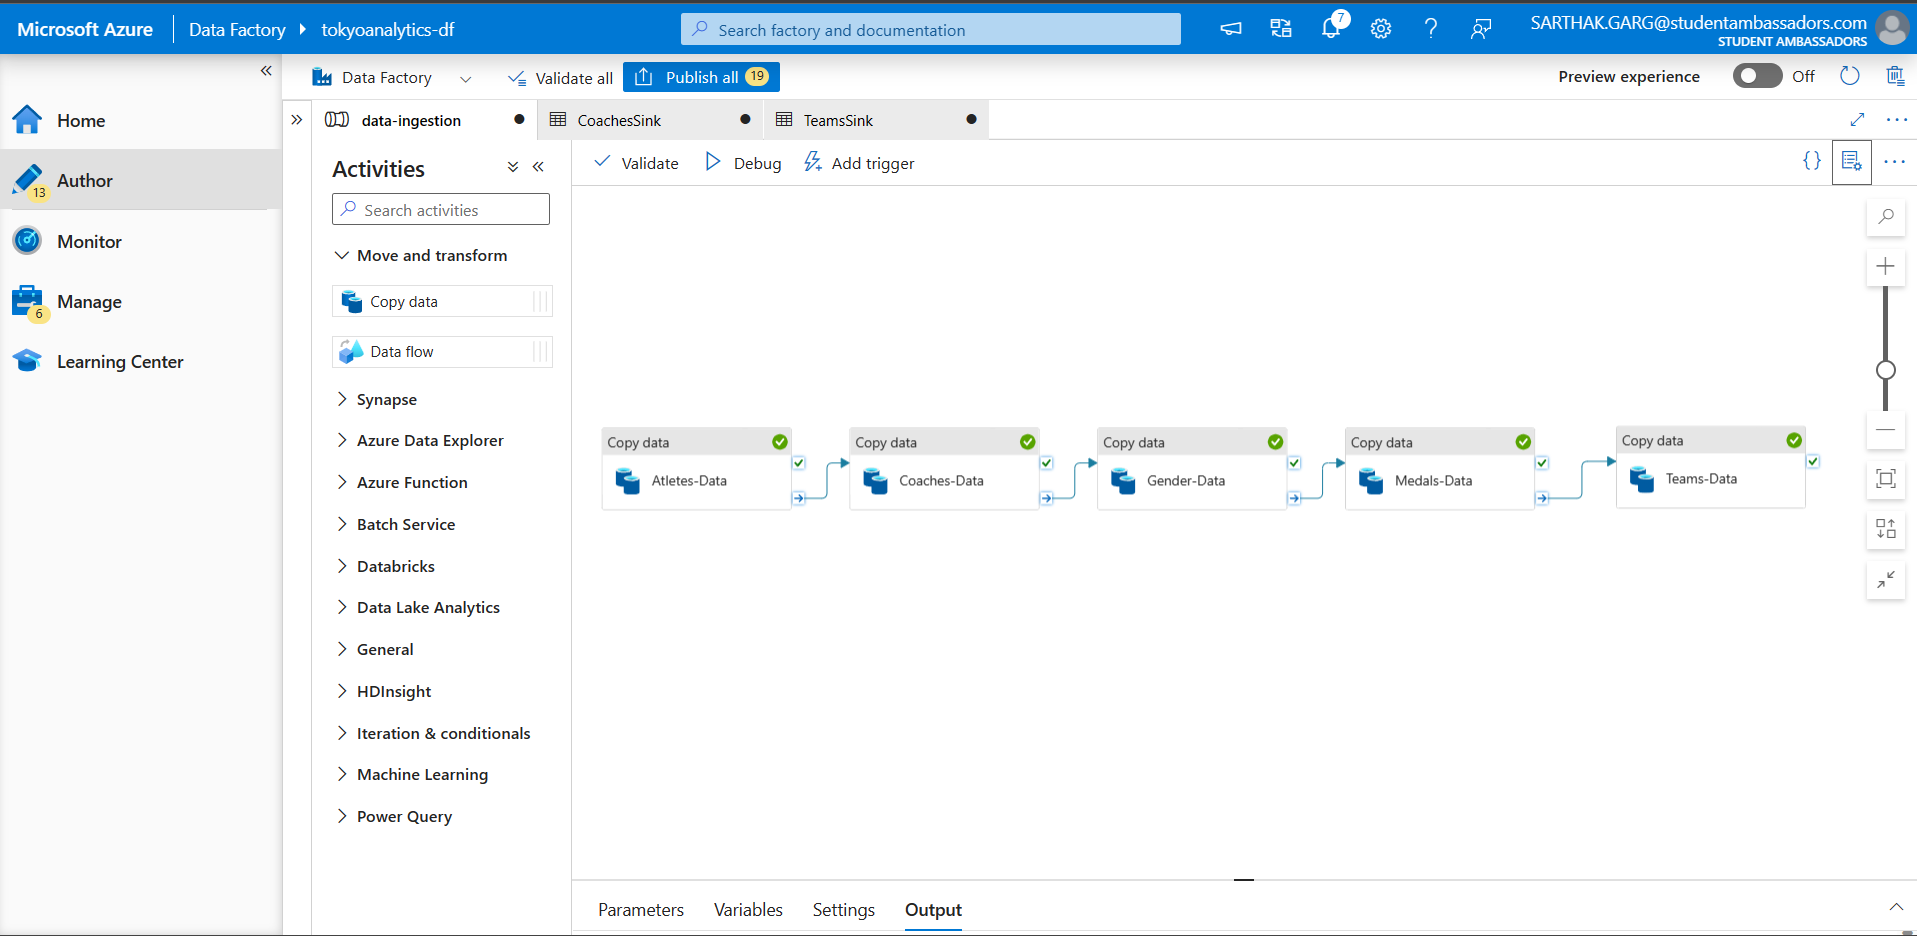 Microsoft Azure
Data Factory
tokyoanalytics-df
Search factory and documentation
7
SARTHAK.GARG@studentambassadors.com
STUDENT AMBASSADORS
Data Factory
Validate all
Publish all
19
Preview experience
Off
Home
Author
13
Monitor
Manage
6
Learning Center
data-ingestion
CoachesSink
TeamsSink
Activities
Search activities
Move and transform
Copy data
Data flow
Synapse
Azure Data Explorer
Azure Function
Batch Service
Databricks
Data Lake Analytics
General
HDInsight
Iteration & conditionals
Machine Learning
Power Query
Validate
Debug
Add trigger
{}
Copy data
Atletes-Data
Copy data
Coaches-Data
Copy data
Gender-Data
Copy data
Medals-Data
Copy data
Teams-Data
Parameters
Variables
Settings
Output